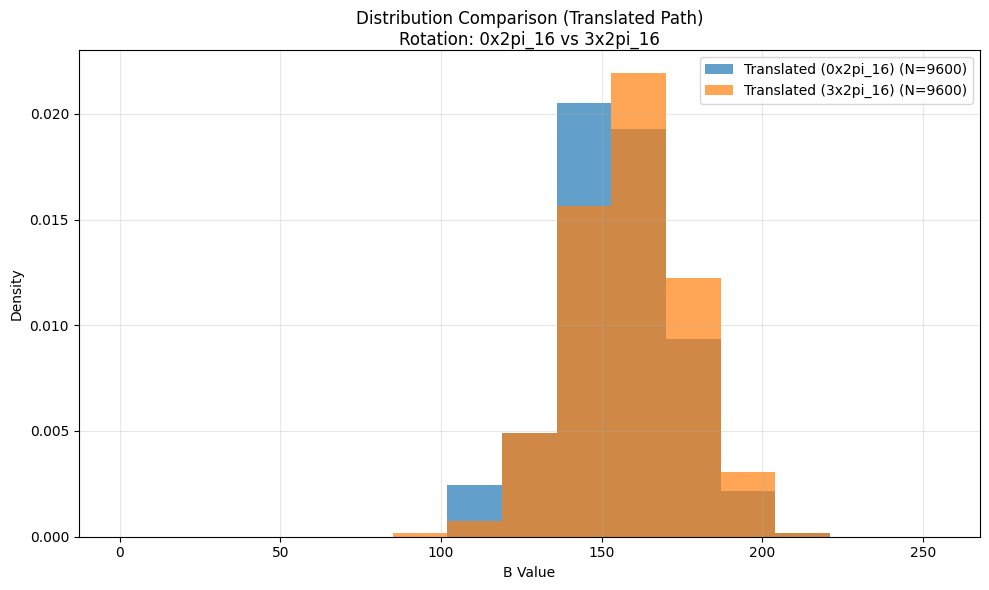 Distribution Comparison (Translated Path)
Rotation: 0x2pi_16 vs 3x2pi_16
Translated (0x2pi_16) (N=9600)
Translated (3x2pi_16) (N=9600)
Density
0.020
0.015
0.010
0.005
0.000
0 50 100 150 200 250
B Value